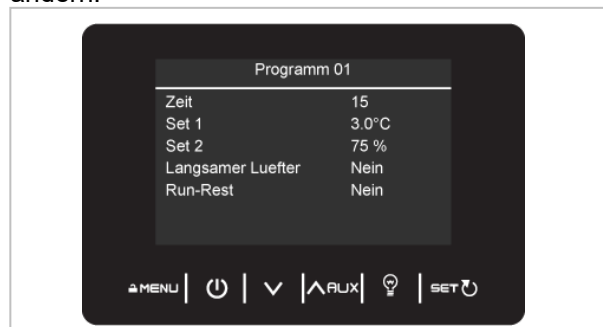 ändern.
Programm 01
Zeit 15
Set 1 3.0°C
Set 2 75 %
Langsamer Luefter Nein
Run-Rest Nein
MENU AUX SET